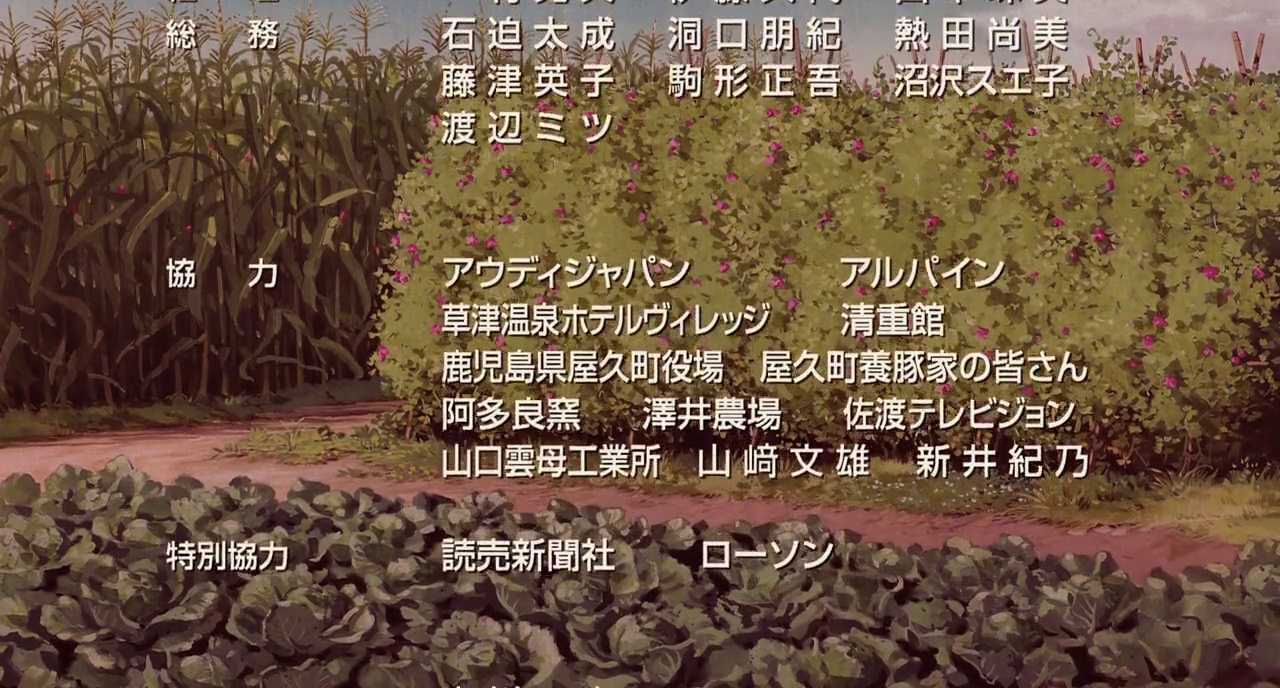 総務 石迫太成 洞口朋紀 熱田尚美
藤津英子 駒形正吾 沼沢スエ子
渡辺ミツ
協力 アウディジャパン アルパイン
草津温泉ホテルヴィレッジ 清重館
鹿児島県屋久町役場 屋久町養豚家の皆さん
阿多良窯 澤井農場 佐渡テレビジョン
山口雲母工業所 山﨑文雄 新井紀乃
特別協力 読売新聞社 ローソン